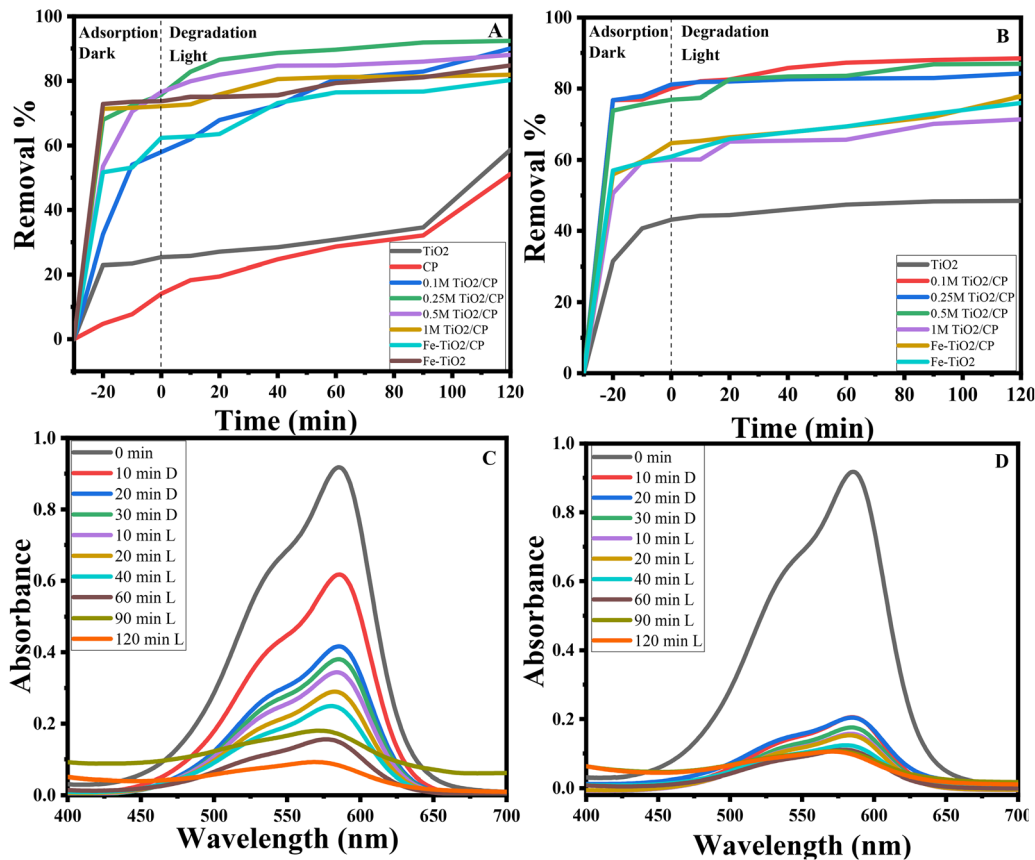 A
Adsorption
Dark
Degradation
Light
Removal %
100
80
60
40
20
0
-20
0
20
40
60
80
100
120
Time (min)
TiO2
CP
0.1M TiO2/CP
0.25M TiO2/CP
0.5M TiO2/CP
1M TiO2/CP
Fe-TiO2/CP
Fe-TiO2
B
Adsorption
Dark
Degradation
Light
Removal %
100
80
60
40
20
0
-20
0
20
40
60
80
100
120
Time (min)
TiO2
0.1M TiO2/CP
0.25M TiO2/CP
0.5M TiO2/CP
1M TiO2/CP
Fe-TiO2/CP
Fe-TiO2
C
Absorbance
1.0
0.8
0.6
0.4
0.2
0.0
400
450
500
550
600
650
700
Wavelength (nm)
0 min
10 min D
20 min D
30 min D
10 min L
20 min L
40 min L
60 min L
90 min L
120 min L
D
Absorbance
1.0
0.8
0.6
0.4
0.2
0.0
400
450
500
550
600
650
700
Wavelength (nm)
0 min
10 min D
20 min D
30 min D
10 min L
20 min L
40 min L
60 min L
90 min L
120 min L